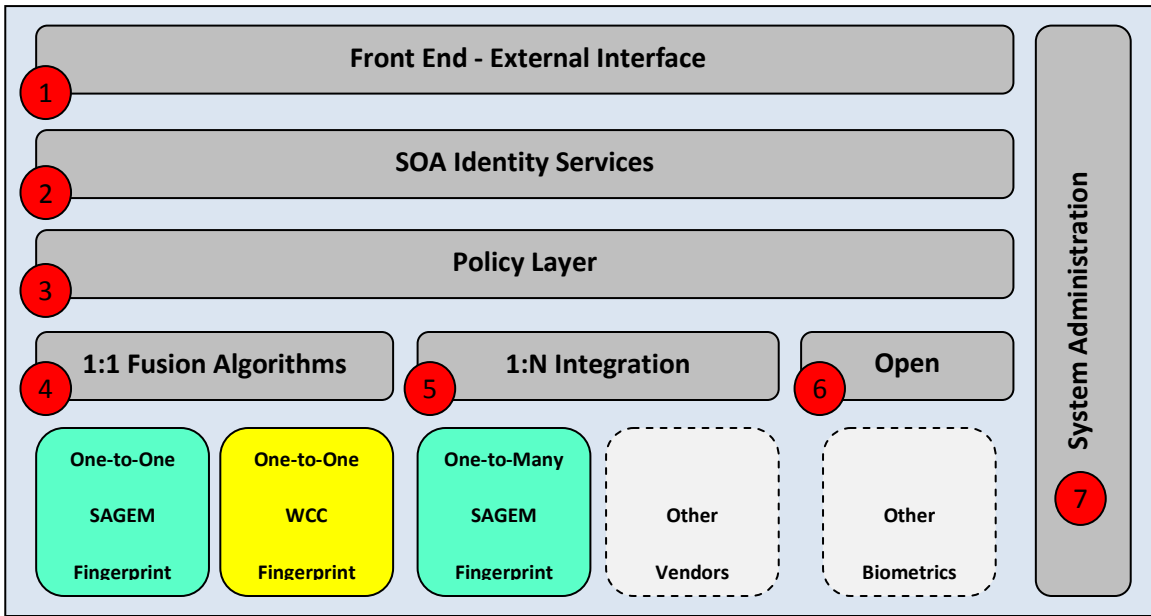 Front End - External Interface
1
SOA Identity Services
2
Policy Layer
3
1:1 Fusion Algorithms
4
1:N Integration
5
Open
6
One-to-One
SAGEM
Fingerprint
One-to-One
WCC
Fingerprint
One-to-Many
SAGEM
Fingerprint
Other
Vendors
Other
Biometrics
System Administration
7